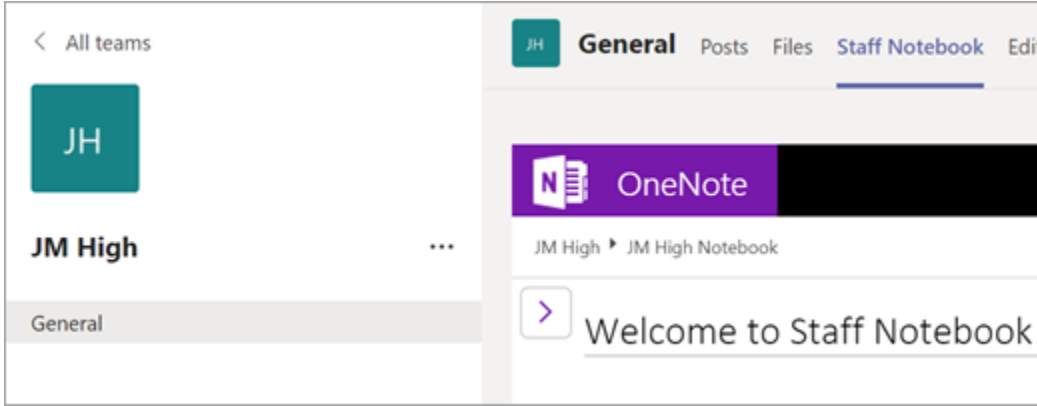 All teams
JH
JM High
General
JH General Posts Files Staff Notebook
OneNote
JM High JM High Notebook
Welcome to Staff Notebook